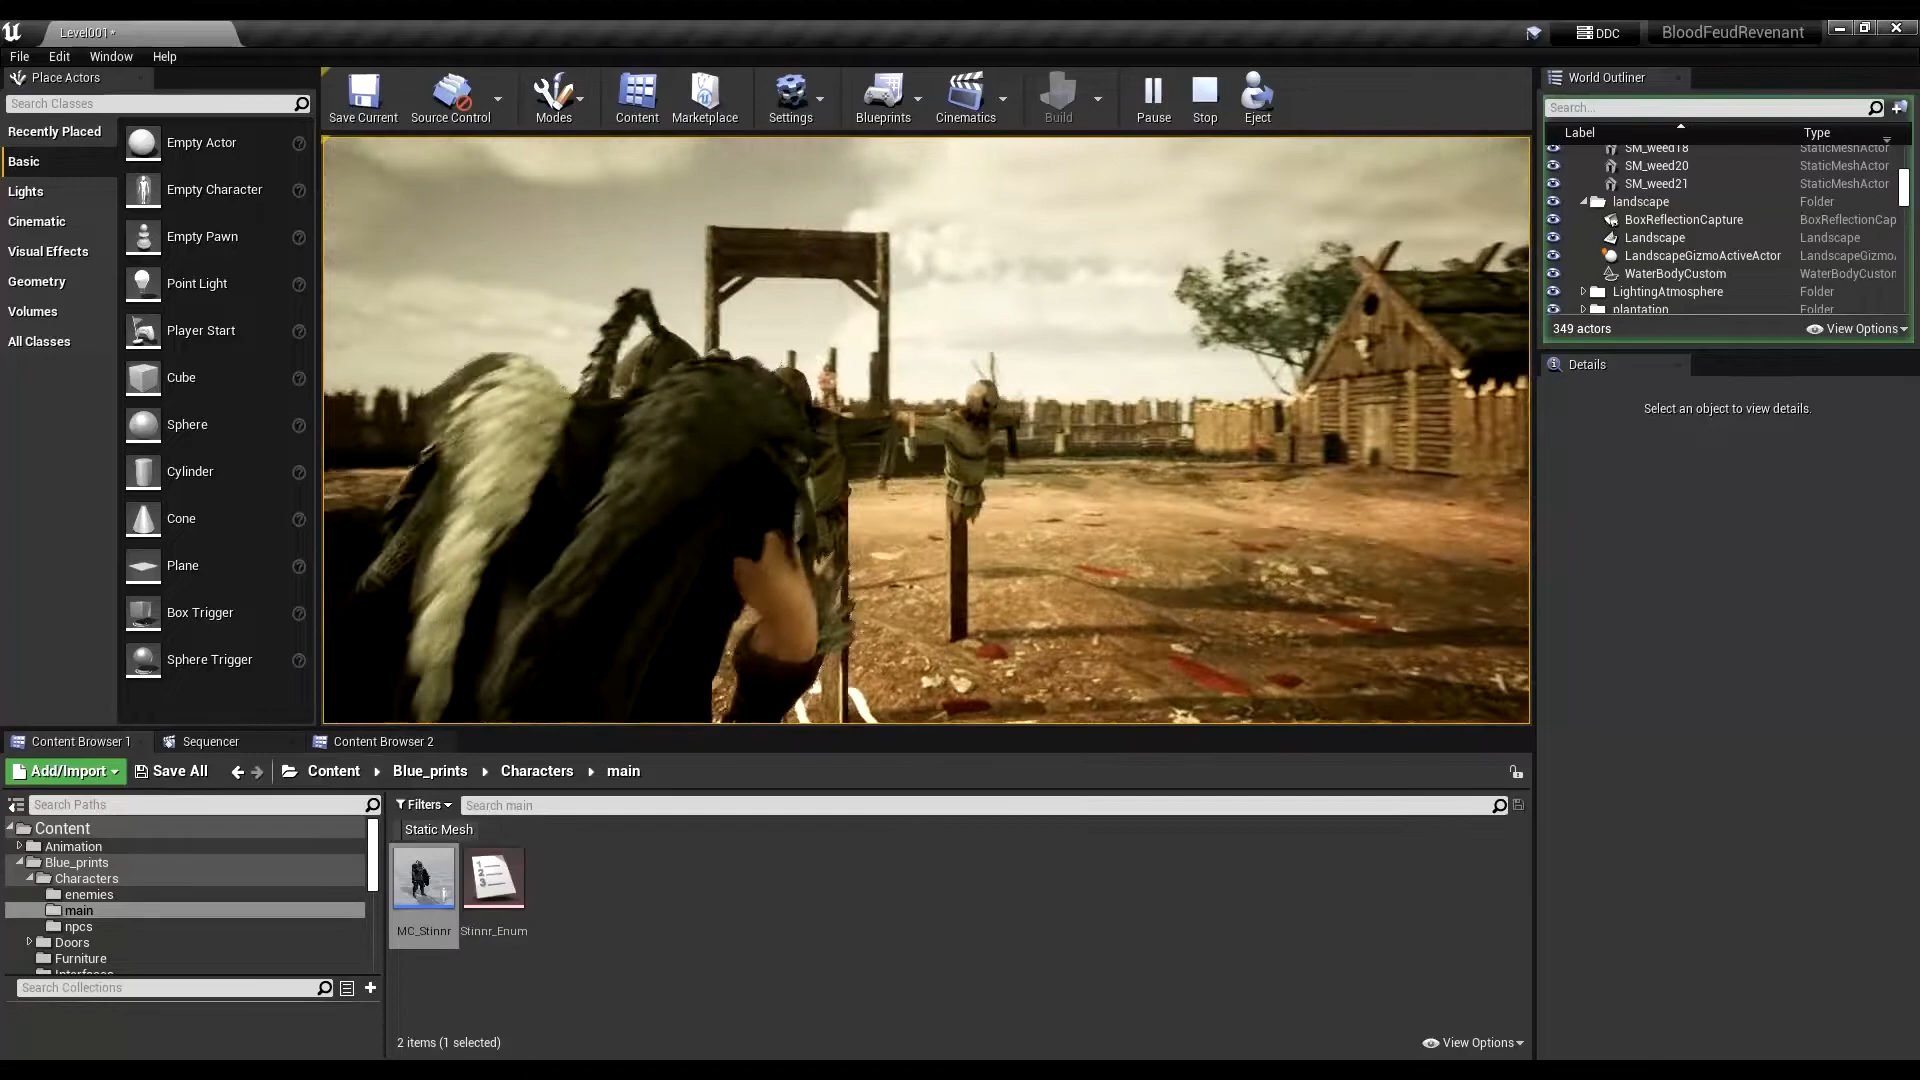 Level001*
DDC
BloodFeudRevenant
File Edit Window Help
Place Actors
Search Classes
Recently Placed
Basic
Lights
Cinematic
Visual Effects
Geometry
Volumes
All Classes
Empty Actor
Empty Character
Empty Pawn
Point Light
Player Start
Cube
Sphere
Cylinder
Cone
Plane
Box Trigger
Sphere Trigger
Save Current
Source Control
Modes
Content
Marketplace
Settings
Blueprints
Cinematics
Build
Pause
Stop
Eject
World Outliner
Search...
Label Type
SM_weed18 StaticMeshActor
SM_weed20 StaticMeshActor
SM_weed21 StaticMeshActor
landscape Folder
BoxReflectionCapture BoxReflectionCap
Landscape Landscape
LandscapeGizmoActiveActor LandscapeGizmo
WaterBodyCustom WaterBodyCustom
LightingAtmosphere Folder
plantation Folder
349 actors
View Options
Details
Select an object to view details.
Content Browser 1
Sequencer
Content Browser 2
Add/Import
Save All
Content Blue_prints Characters main
Search Paths
Content
Animation
Blue_prints
Characters
enemies
main
npcs
Doors
Furniture
Interfaces
Search Collections
Filters
Search main
Static Mesh
MC_Stinnr
Stinnr_Enum
1
2
3
2 items (1 selected)
View Options